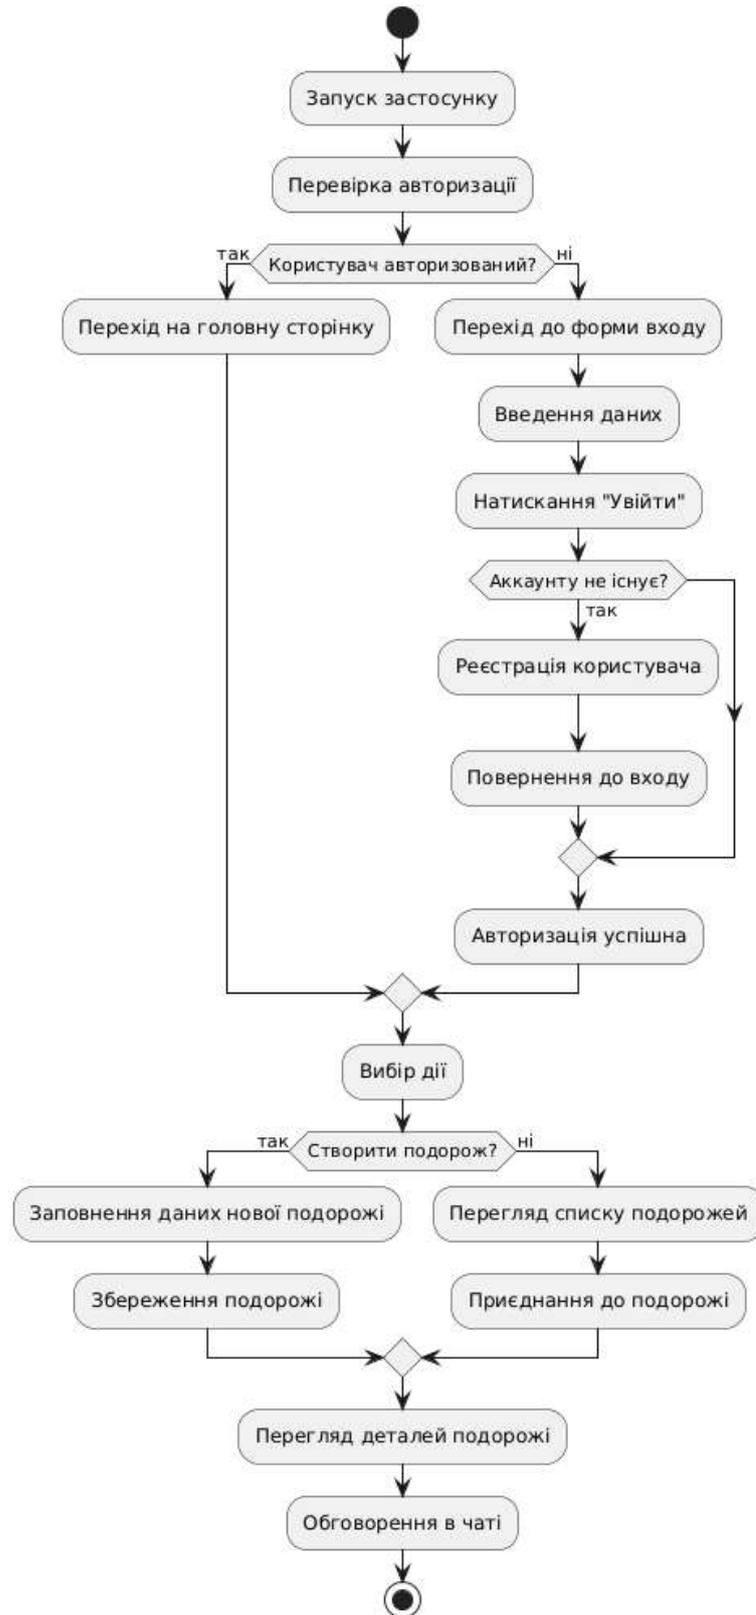 Запуск застосунку
Перевірка авторизації
так
Користувач авторизований?
ні
Перехід на головну сторінку
Перехід до форми входу
Введення даних
Натискання "Увійти"
Аккаунту не існує?
так
Реєстрація користувача
Повернення до входу
Авторизація успішна
Вибір дії
так
Створити подорож?
ні
Заповнення даних нової подорожі
Перегляд списку подорожей
Збереження подорожі
Приєднання до подорожі
Перегляд деталей подорожі
Обговорення в чаті